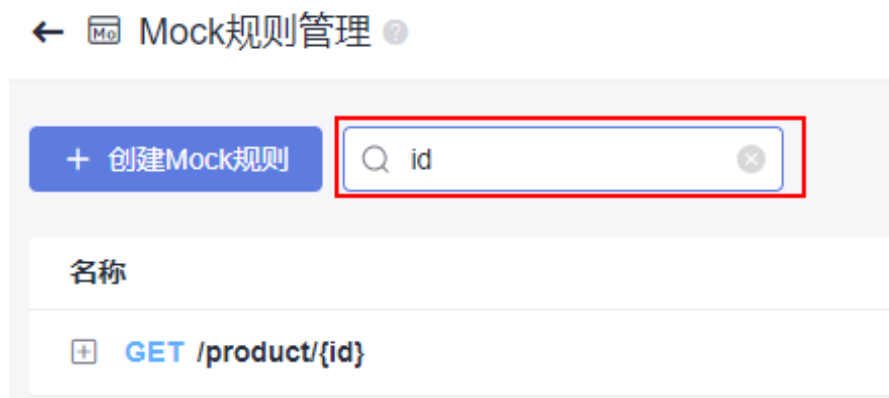 Mo Mock规则管理 ?
+ 创建Mock规则 id
名称
GET /product/{id}